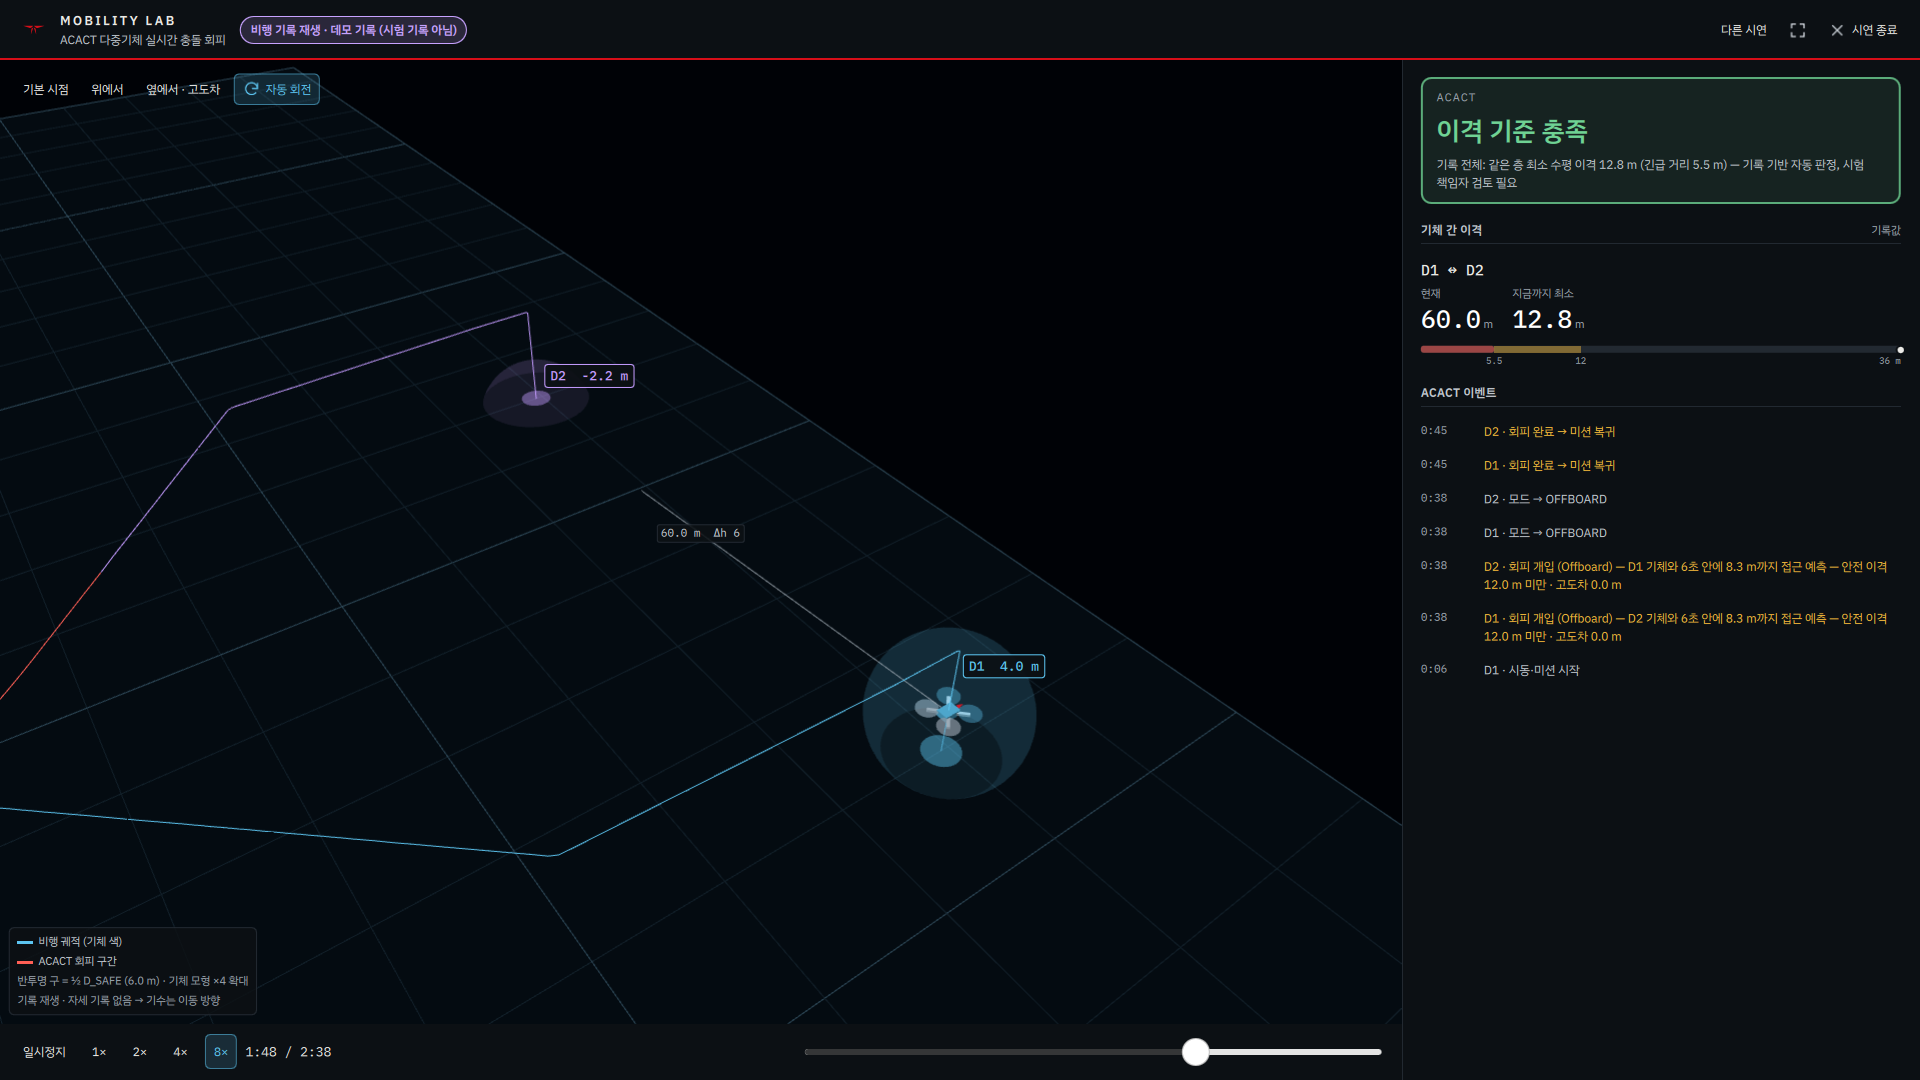 MOBILITY LAB
ACACT 다중기체 실시간 충돌 회피
비행 기록 재생 · 데모 기록 (시험 기록 아님)
다른 시연
시연 종료
기본 시점
위에서
옆에서 · 고도차
자동 회전
D2 -2.2 m
60.0 m Δh 6
D1 4.0 m
비행 궤적 (기체 색)
ACACT 회피 구간
반투명 구 = ½ D_SAFE (6.0 m) · 기체 모형 ×4 확대
기록 재생 · 자세 기록 없음 → 기수는 이동 방향
일시정지
1×
2×
4×
8×
1:48 / 2:38
ACACT
이격 기준 충족
기록 전체: 같은 층 최소 수평 이격 12.8 m (긴급 거리 5.5 m) — 기록 기반 자동 판정, 시험
책임자 검토 필요
기체 간 이격
기록값
D1 ↔ D2
현재
지금까지 최소
60.0 m
12.8 m
5.5
12
36 m
ACACT 이벤트
0:45 D2 · 회피 완료 → 미션 복귀
0:45 D1 · 회피 완료 → 미션 복귀
0:38 D2 · 모드 → OFFBOARD
0:38 D1 · 모드 → OFFBOARD
0:38 D2 · 회피 개입 (Offboard) — D1 기체와 6초 안에 8.3 m까지 접근 예측 — 안전 이격
12.0 m 미만 · 고도차 0.0 m
0:38 D1 · 회피 개입 (Offboard) — D2 기체와 6초 안에 8.3 m까지 접근 예측 — 안전 이격
12.0 m 미만 · 고도차 0.0 m
0:06 D1 · 시동·미션 시작